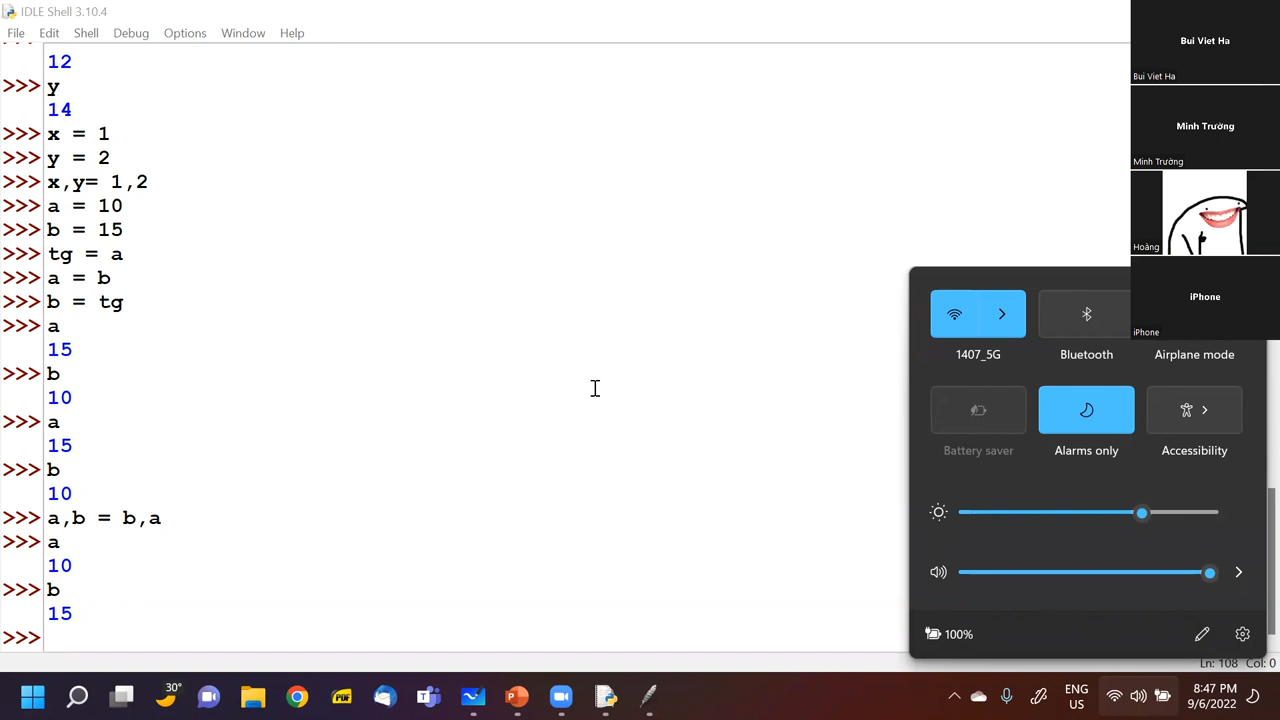 IDLE Shell 3.10.4
File Edit Shell Debug Options Window Help
12
>>> y
14
>>> x = 1
>>> y = 2
>>> x,y= 1,2
>>> a = 10
>>> b = 15
>>> tg = a
>>> a = b
>>> b = tg
>>> a
15
>>> b
10
>>> a
15
>>> b
10
>>> a,b = b,a
>>> a
10
>>> b
15
>>>
Bui Viet Ha
Bui Viet Ha
Minh Trường
Minh Trường
Hoàng
iPhone
iPhone
1407_5G Bluetooth Airplane mode
Battery saver Alarms only Accessibility
100%
Ln: 108 Col: 0
30°
PDF
ENG
US
8:47 PM
9/6/2022